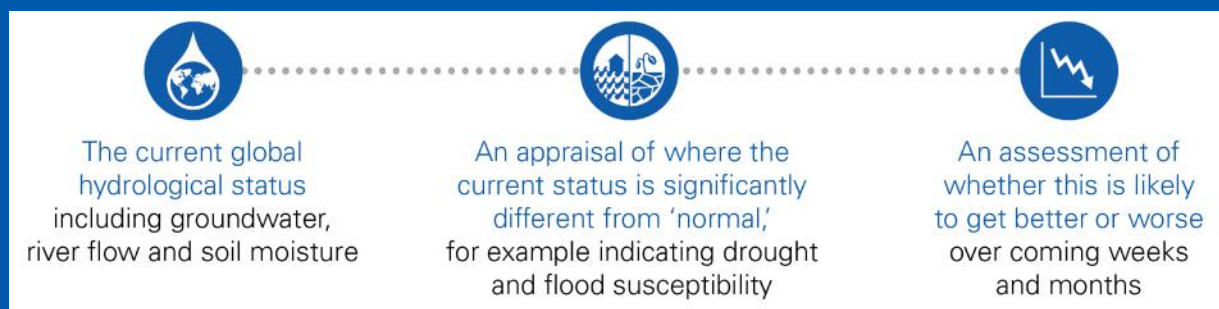 The current global
hydrological status
including groundwater,
river flow and soil moisture
An appraisal of where the
current status is significantly
different from ‘normal,’
for example indicating drought
and flood susceptibility
An assessment of
whether this is likely
to get better or worse
over coming weeks
and months